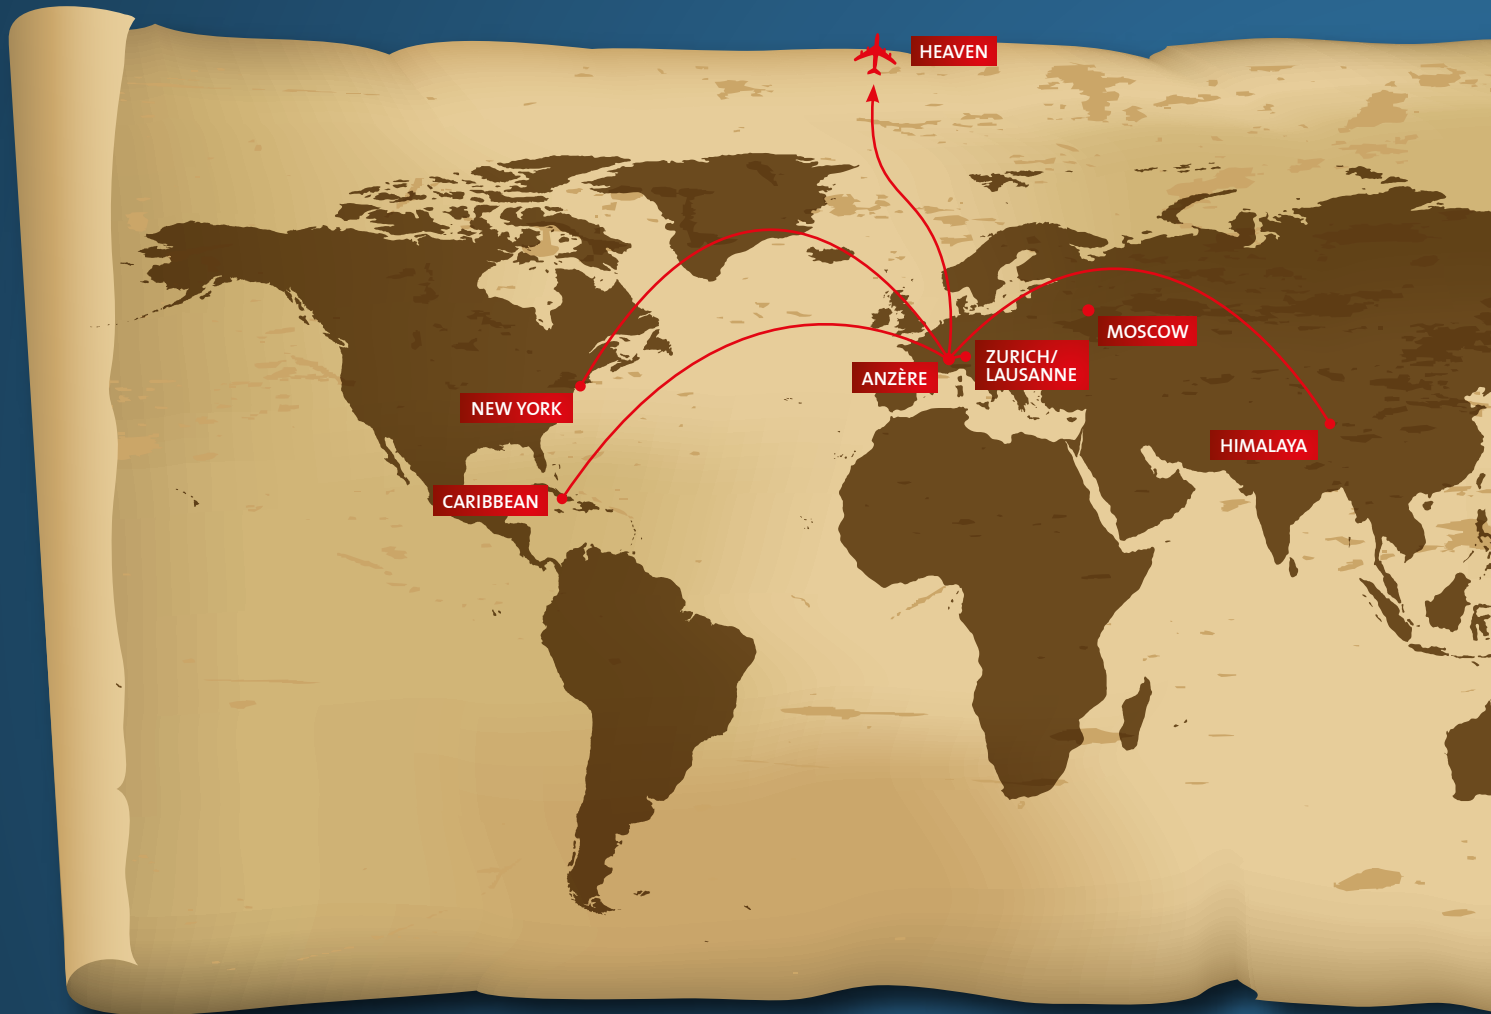 HEAVEN
MOSCOW
ZURICH/
LAUSANNE
ANZÈRE
NEW YORK
HIMALAYA
CARIBBEAN